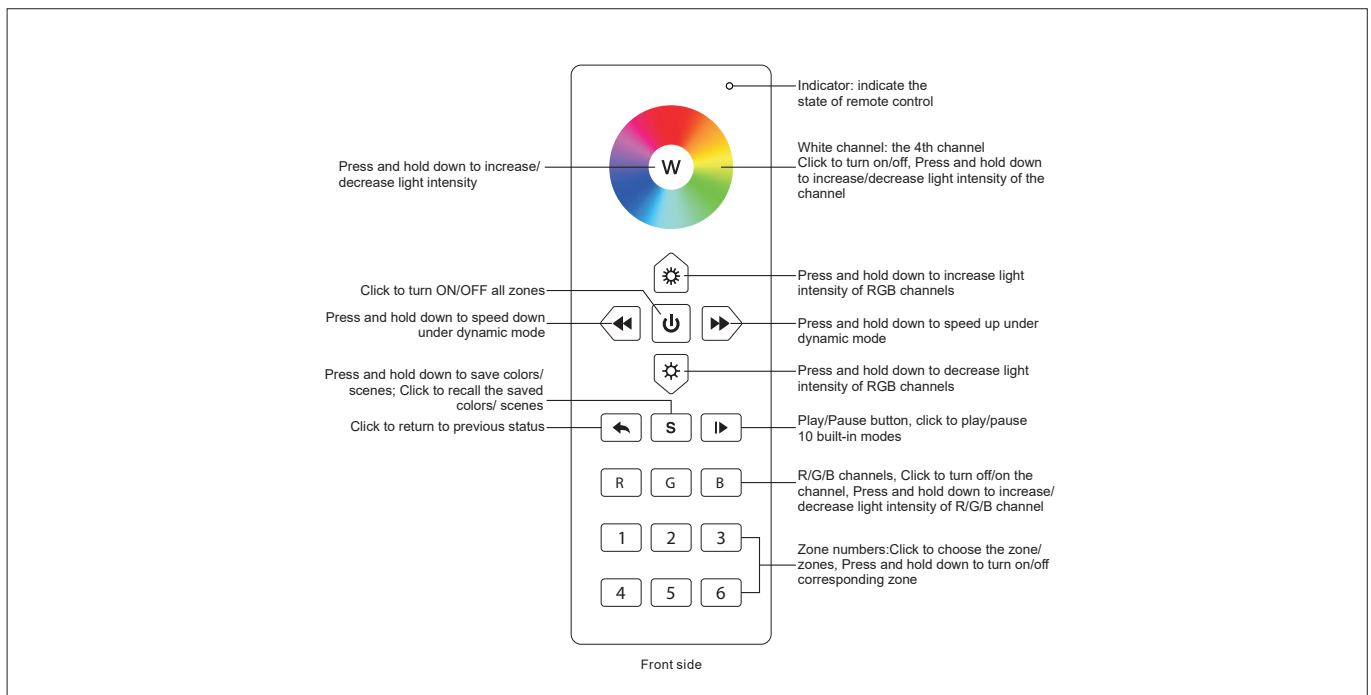 Indicator: indicate the
state of remote control
White channel: the 4th channel
Click to turn on/off, Press and hold down
to increase/decrease light intensity of the
channel
Press and hold down to increase/
decrease light intensity
W
Press and hold down to increase light
intensity of RGB channels
Click to turn ON/OFF all zones
Press and hold down to speed down
under dynamic mode
Press and hold down to speed up under
dynamic mode
Press and hold down to decrease light
intensity of RGB channels
Press and hold down to save colors/
scenes; Click to recall the saved
colors/ scenes
Click to return to previous status
S
Play/Pause button, click to play/pause
10 built-in modes
R G B
R/G/B channels, Click to turn off/on the
channel, Press and hold down to increase/
decrease light intensity of R/G/B channel
1 2 3
4 5 6
Zone numbers:Click to choose the zone/
zones, Press and hold down to turn on/off
corresponding zone
Front side